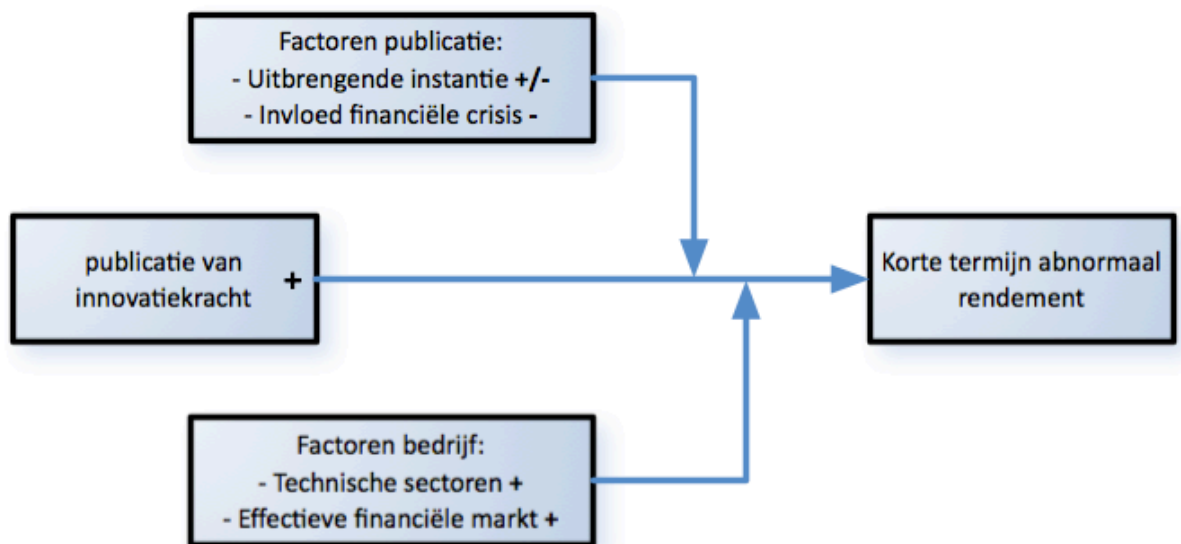 Factoren publicatie:
- Uitbrengende instantie +/-
- Invloed financiële crisis -
publicatie van
innovatiekracht +
Korte termijn abnormaal
rendement
Factoren bedrijf:
- Technische sectoren +
- Effectieve financiële markt +